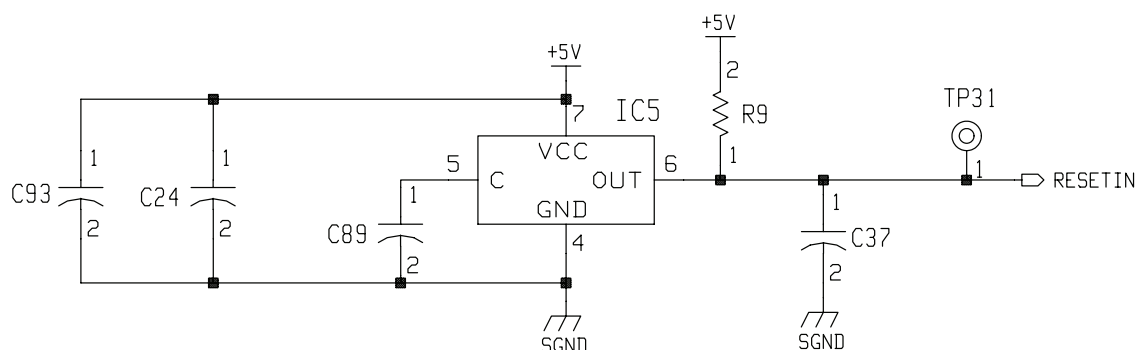 +5V
+5V
2
TP31
IC5
R9
7
1
VCC
1
1
5
C
OUT
6
1
RESETIN
C93
C24
1
GND
1
C89
4
C37
2
2
2
2
SGND
SGND